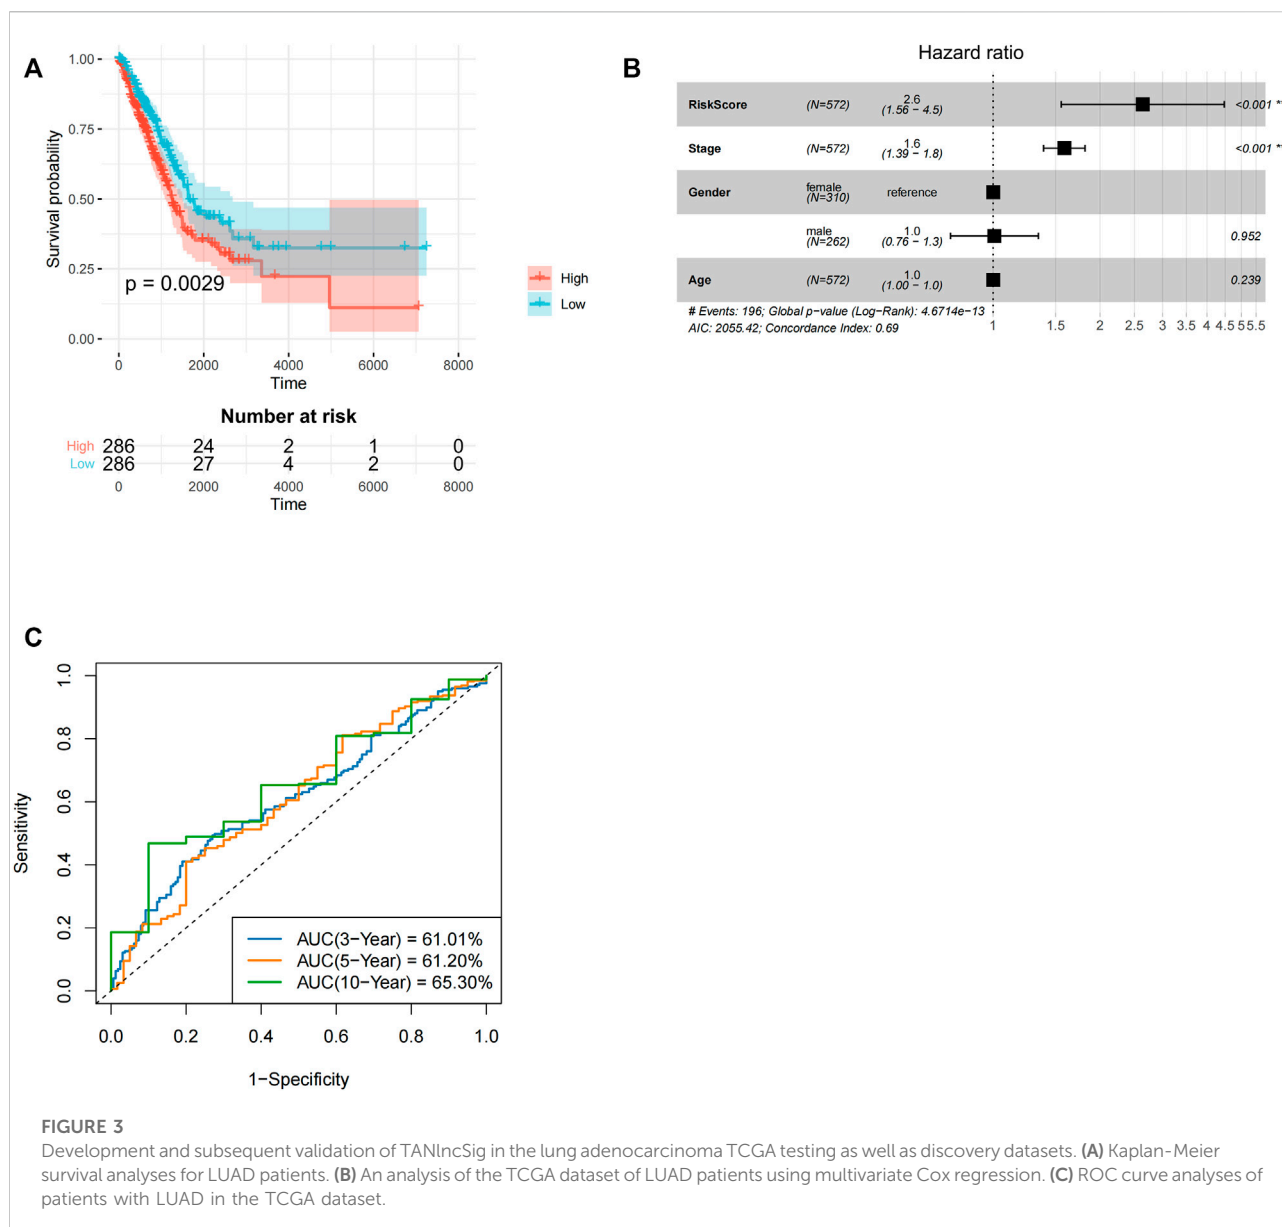 A
1.00
0.75
0.50
0.25
0.00
Survival probability
p = 0.0029
0 2000 4000 6000 8000
Time
High
Low
Number at risk
High 286 24 2 1 0
Low 286 27 4 2 0
0 2000 4000 6000 8000
Time
B
Hazard ratio
RiskScore (N=572) 2.6 (1.56 − 4.5) <0.001 **
Stage (N=572) 1.6 (1.39 − 1.8) <0.001 **
Gender female (N=310) reference
male (N=262) 1.0 (0.76 − 1.3) 0.952
Age (N=572) 1.0 (1.00 − 1.0) 0.239
# Events: 196; Global p−value (Log−Rank): 4.6714e−13
AIC: 2055.42; Concordance Index: 0.69
1 1.5 2 2.5 3 3.5 4 4.5 5 5.5
C
1.0
0.8
0.6
0.4
0.2
0.0
Sensitivity
AUC(3−Year) = 61.01%
AUC(5−Year) = 61.20%
AUC(10−Year) = 65.30%
0.0 0.2 0.4 0.6 0.8 1.0
1−Specificity
FIGURE 3
Development and subsequent validation of TANlncSig in the lung adenocarcinoma TCGA testing as well as discovery datasets. (A) Kaplan-Meier
survival analyses for LUAD patients. (B) An analysis of the TCGA dataset of LUAD patients using multivariate Cox regression. (C) ROC curve analyses of
patients with LUAD in the TCGA dataset.